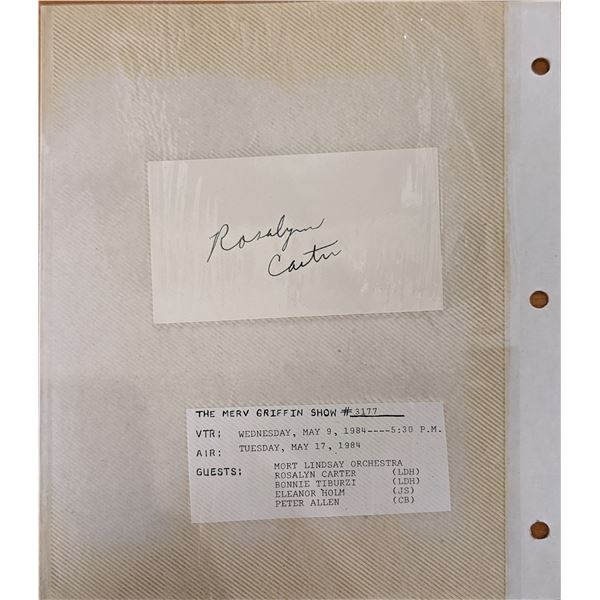 Rosalynn
Carter
THE MERV GRIFFIN SHOW #3177
VTR: WEDNESDAY, MAY 9, 1984----5:30 P.M.
AIR: TUESDAY, MAY 17, 1984
GUESTS: MORT LINDSAY ORCHESTRA
ROSALYN CARTER (LDH)
BONNIE TIBURZI (LDH)
ELEANOR HOLM (JS)
PETER ALLEN (CB)